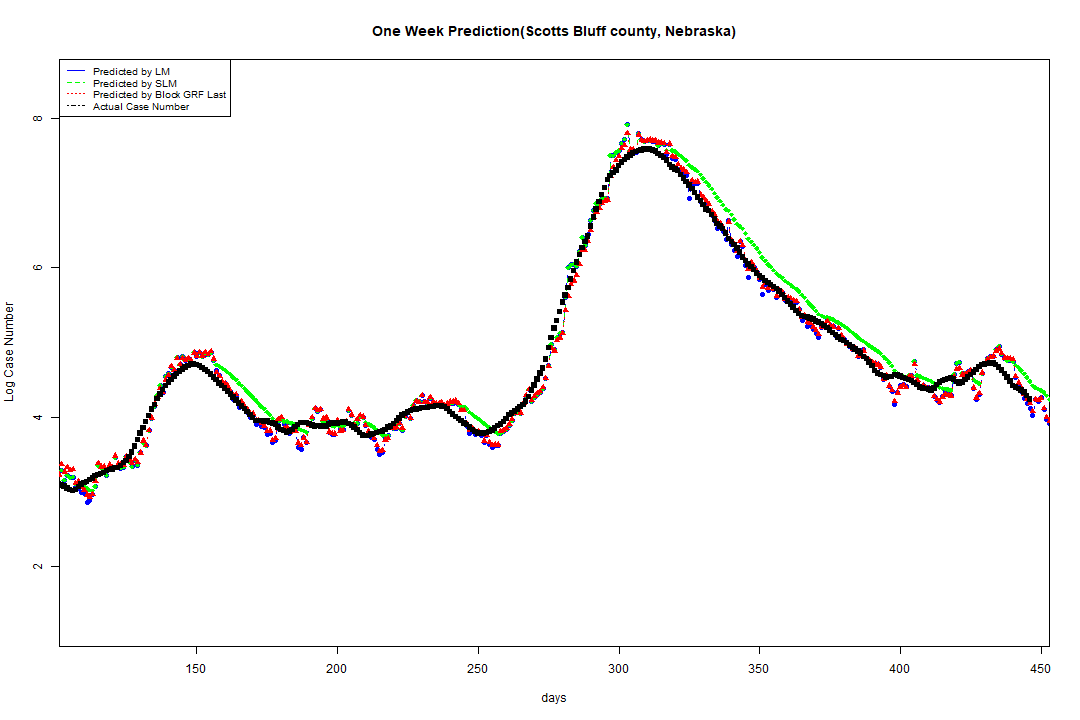 One Week Prediction(Scotts Bluff county, Nebraska)
Predicted by LM
Predicted by SLM
Predicted by Block GRF Last
Actual Case Number
8
6
4
2
Log Case Number
150 200 250 300 350 400 450
days